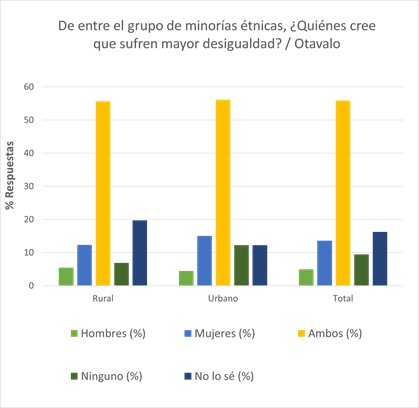 De entre el grupo de minorías étnicas, ¿Quiénes cree
que sufren mayor desigualdad? / Otavalo
% Respuestas
60
50
40
30
20
10
0
Rural Urbano Total
Hombres (%) Mujeres (%) Ambos (%)
Ninguno (%) No lo sé (%)